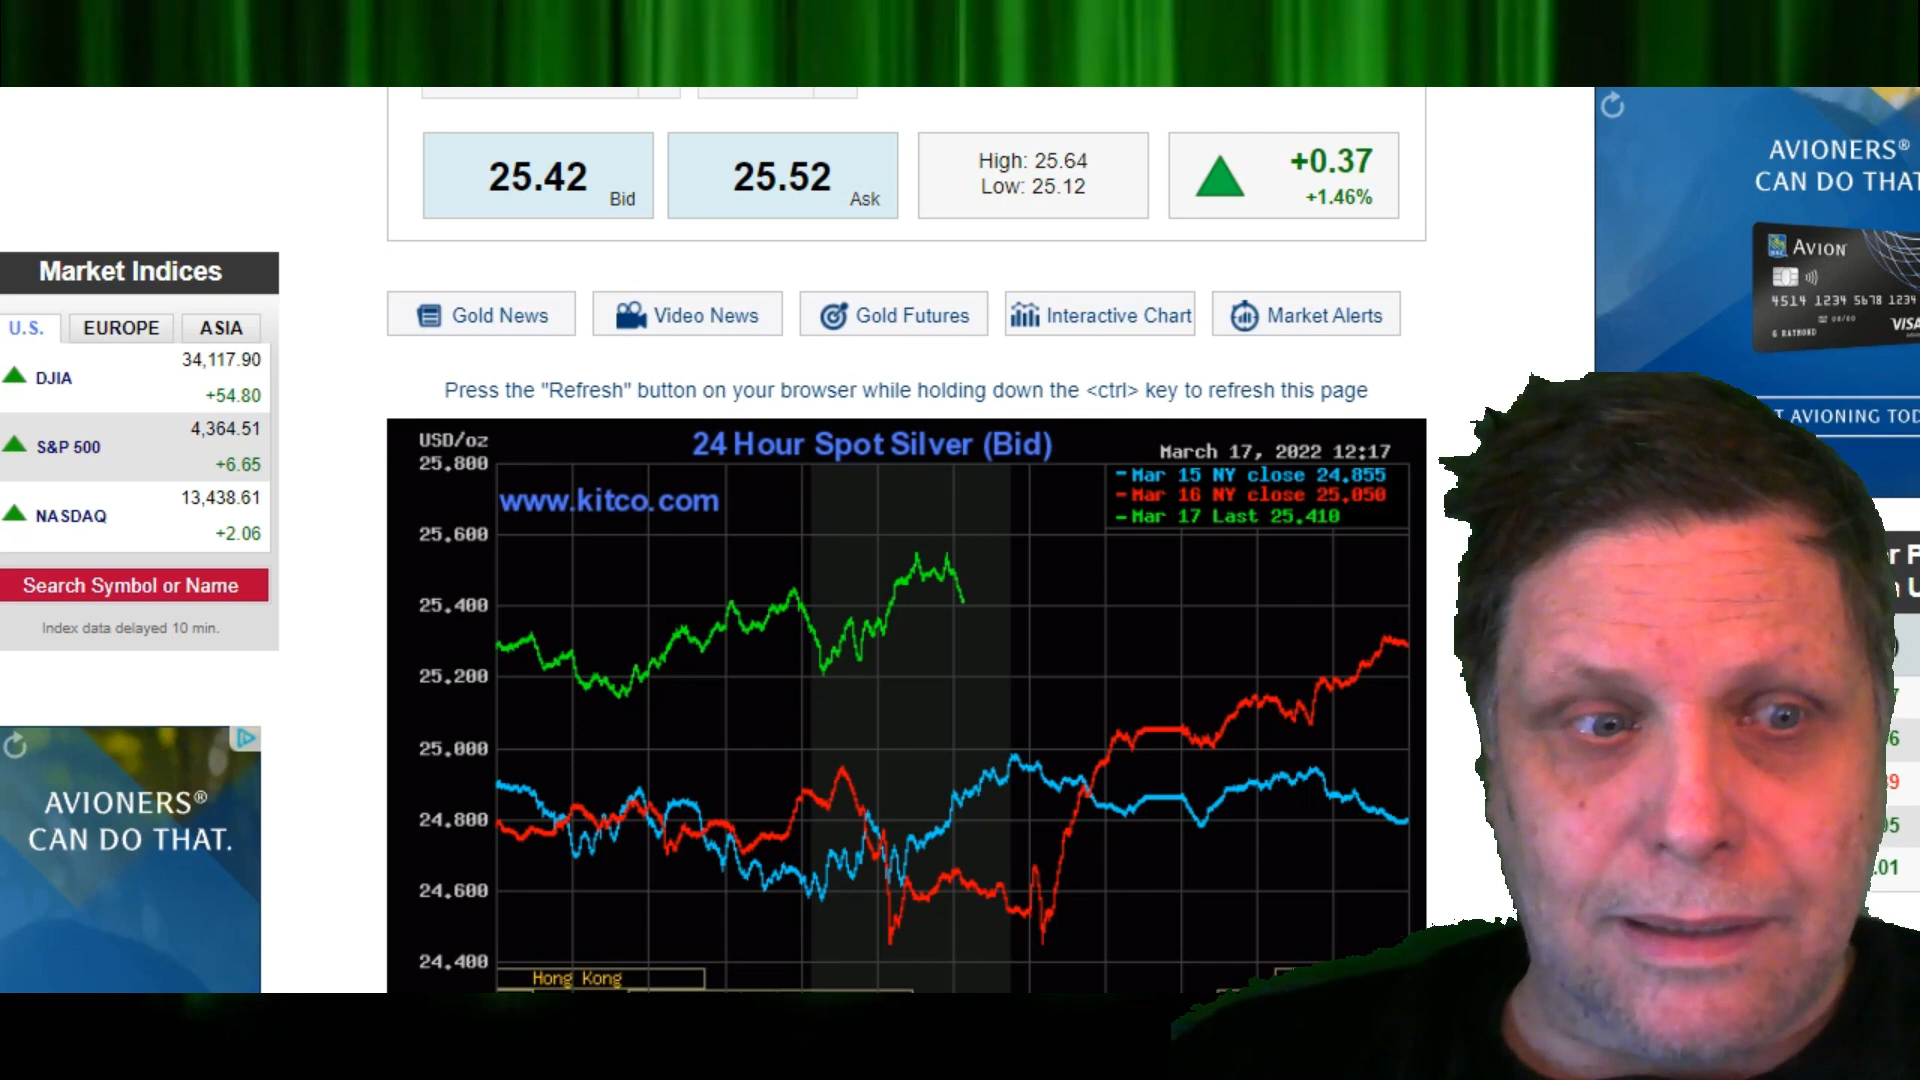 25.42 Bid
25.52 Ask
High: 25.64
Low: 25.12
+0.37
+1.46%
Market Indices
U.S. EUROPE ASIA
34,117.90
DJIA
+54.80
4,364.51
S&P 500
+6.65
13,438.61
NASDAQ
+2.06
Search Symbol or Name
Index data delayed 10 min.
AVIONERS®
CAN DO THAT.
Gold News
Video News
Gold Futures
Interactive Chart
Market Alerts
Press the "Refresh" button on your browser while holding down the <ctrl> key to refresh this page
USD/oz
24 Hour Spot Silver (Bid)
March 17, 2022 12:17
www.kitco.com
Mar 15 NY close 24.855
Mar 16 NY close 25.050
Mar 17 Last 25.410
25.800
25.600
25.400
25.200
25.000
24.800
24.600
24.400
Hong Kong
AVIONERS®
CAN DO THAT
AVION
4514 1234 5678 1234
VISA
G RAYMOND
AVIONING TOD